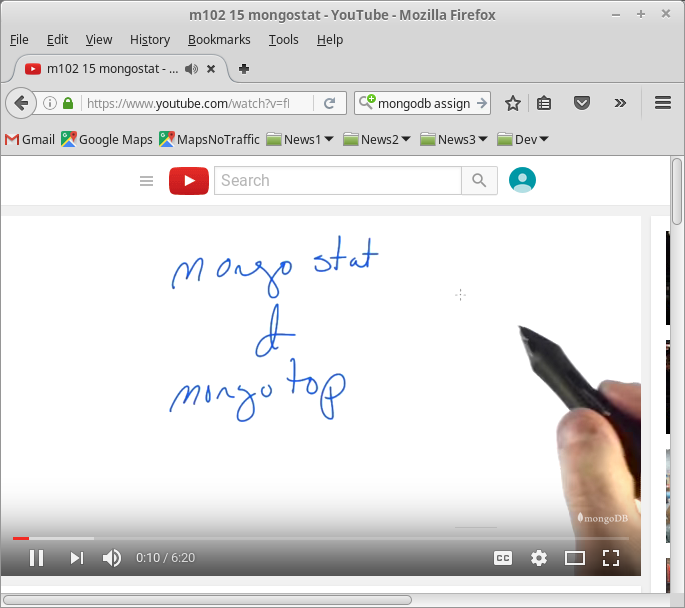 m102 15 mongostat - YouTube - Mozilla Firefox
File Edit View History Bookmarks Tools Help
m102 15 mongostat - ...
https://www.youtube.com/watch?v=fl
mongodb assign
Gmail Google Maps MapsNoTraffic News1 News2 News3 Dev
Search
mongo stat
&
mongo top
mongoDB
0:10 / 6:20
CC